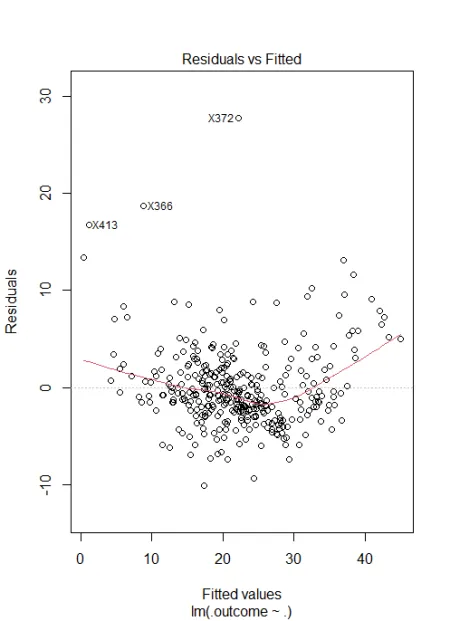 Residuals vs Fitted
30
X372
20
X366
X413
10
Residuals
0
-10
0 10 20 30 40
Fitted values
lm(.outcome ~ .)